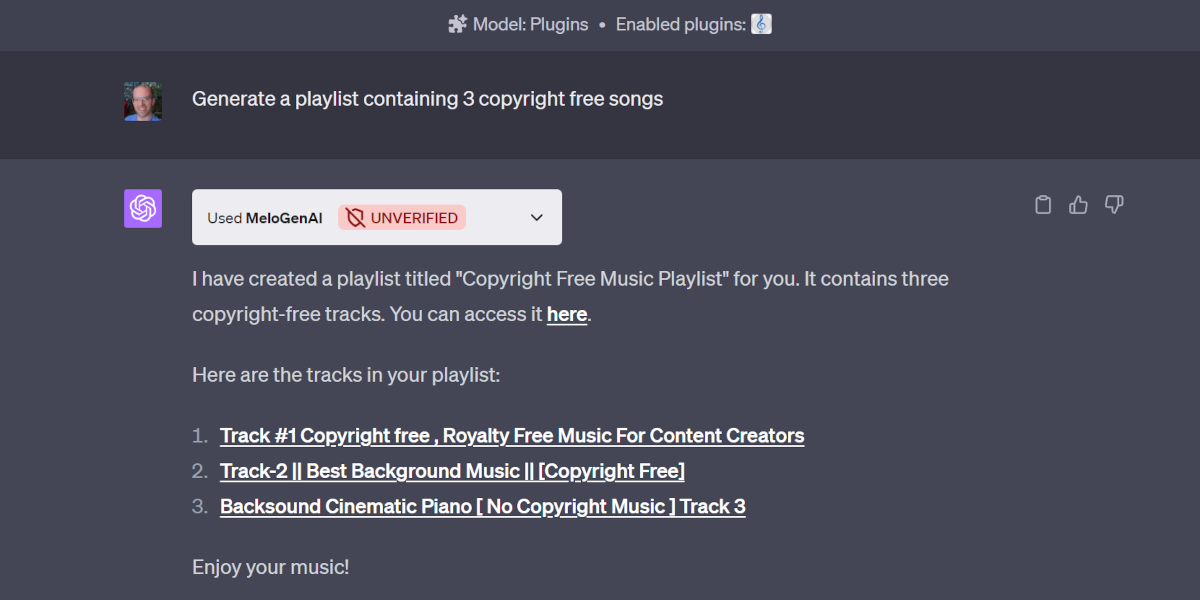 Model: Plugins • Enabled plugins:
Generate a playlist containing 3 copyright free songs
Used MeloGenAI UNVERIFIED
I have created a playlist titled "Copyright Free Music Playlist" for you. It contains three
copyright-free tracks. You can access it here.
Here are the tracks in your playlist:
1. Track #1 Copyright free , Royalty Free Music For Content Creators
2. Track-2 || Best Background Music || [Copyright Free]
3. Backsound Cinematic Piano [ No Copyright Music ] Track 3
Enjoy your music!